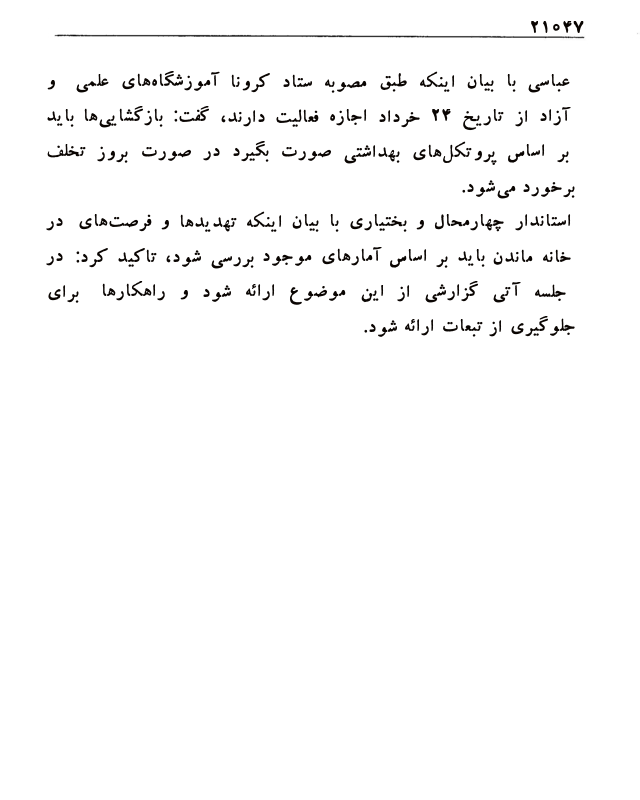 ۲۱۰۴۷
عباسی با بیان اینکه طبق مصوبه ستاد کرونا آموزشگاه‌های علمی و
آزاد از تاریخ ۲۴ خرداد اجازه فعالیت دارند، گفت: بازگشایی‌ها باید
بر اساس پروتکل‌های بهداشتی صورت بگیرد در صورت بروز تخلف
برخورد می‌شود.
استاندار چهارمحال و بختیاری با بیان اینکه تهدیدها و فرصت‌های در
خانه ماندن باید بر اساس آمارهای موجود بررسی شود، تاکید کرد: در
جلسه آتی گزارشی از این موضوع ارائه شود و راهکارها برای
جلوگیری از تبعات ارائه شود.